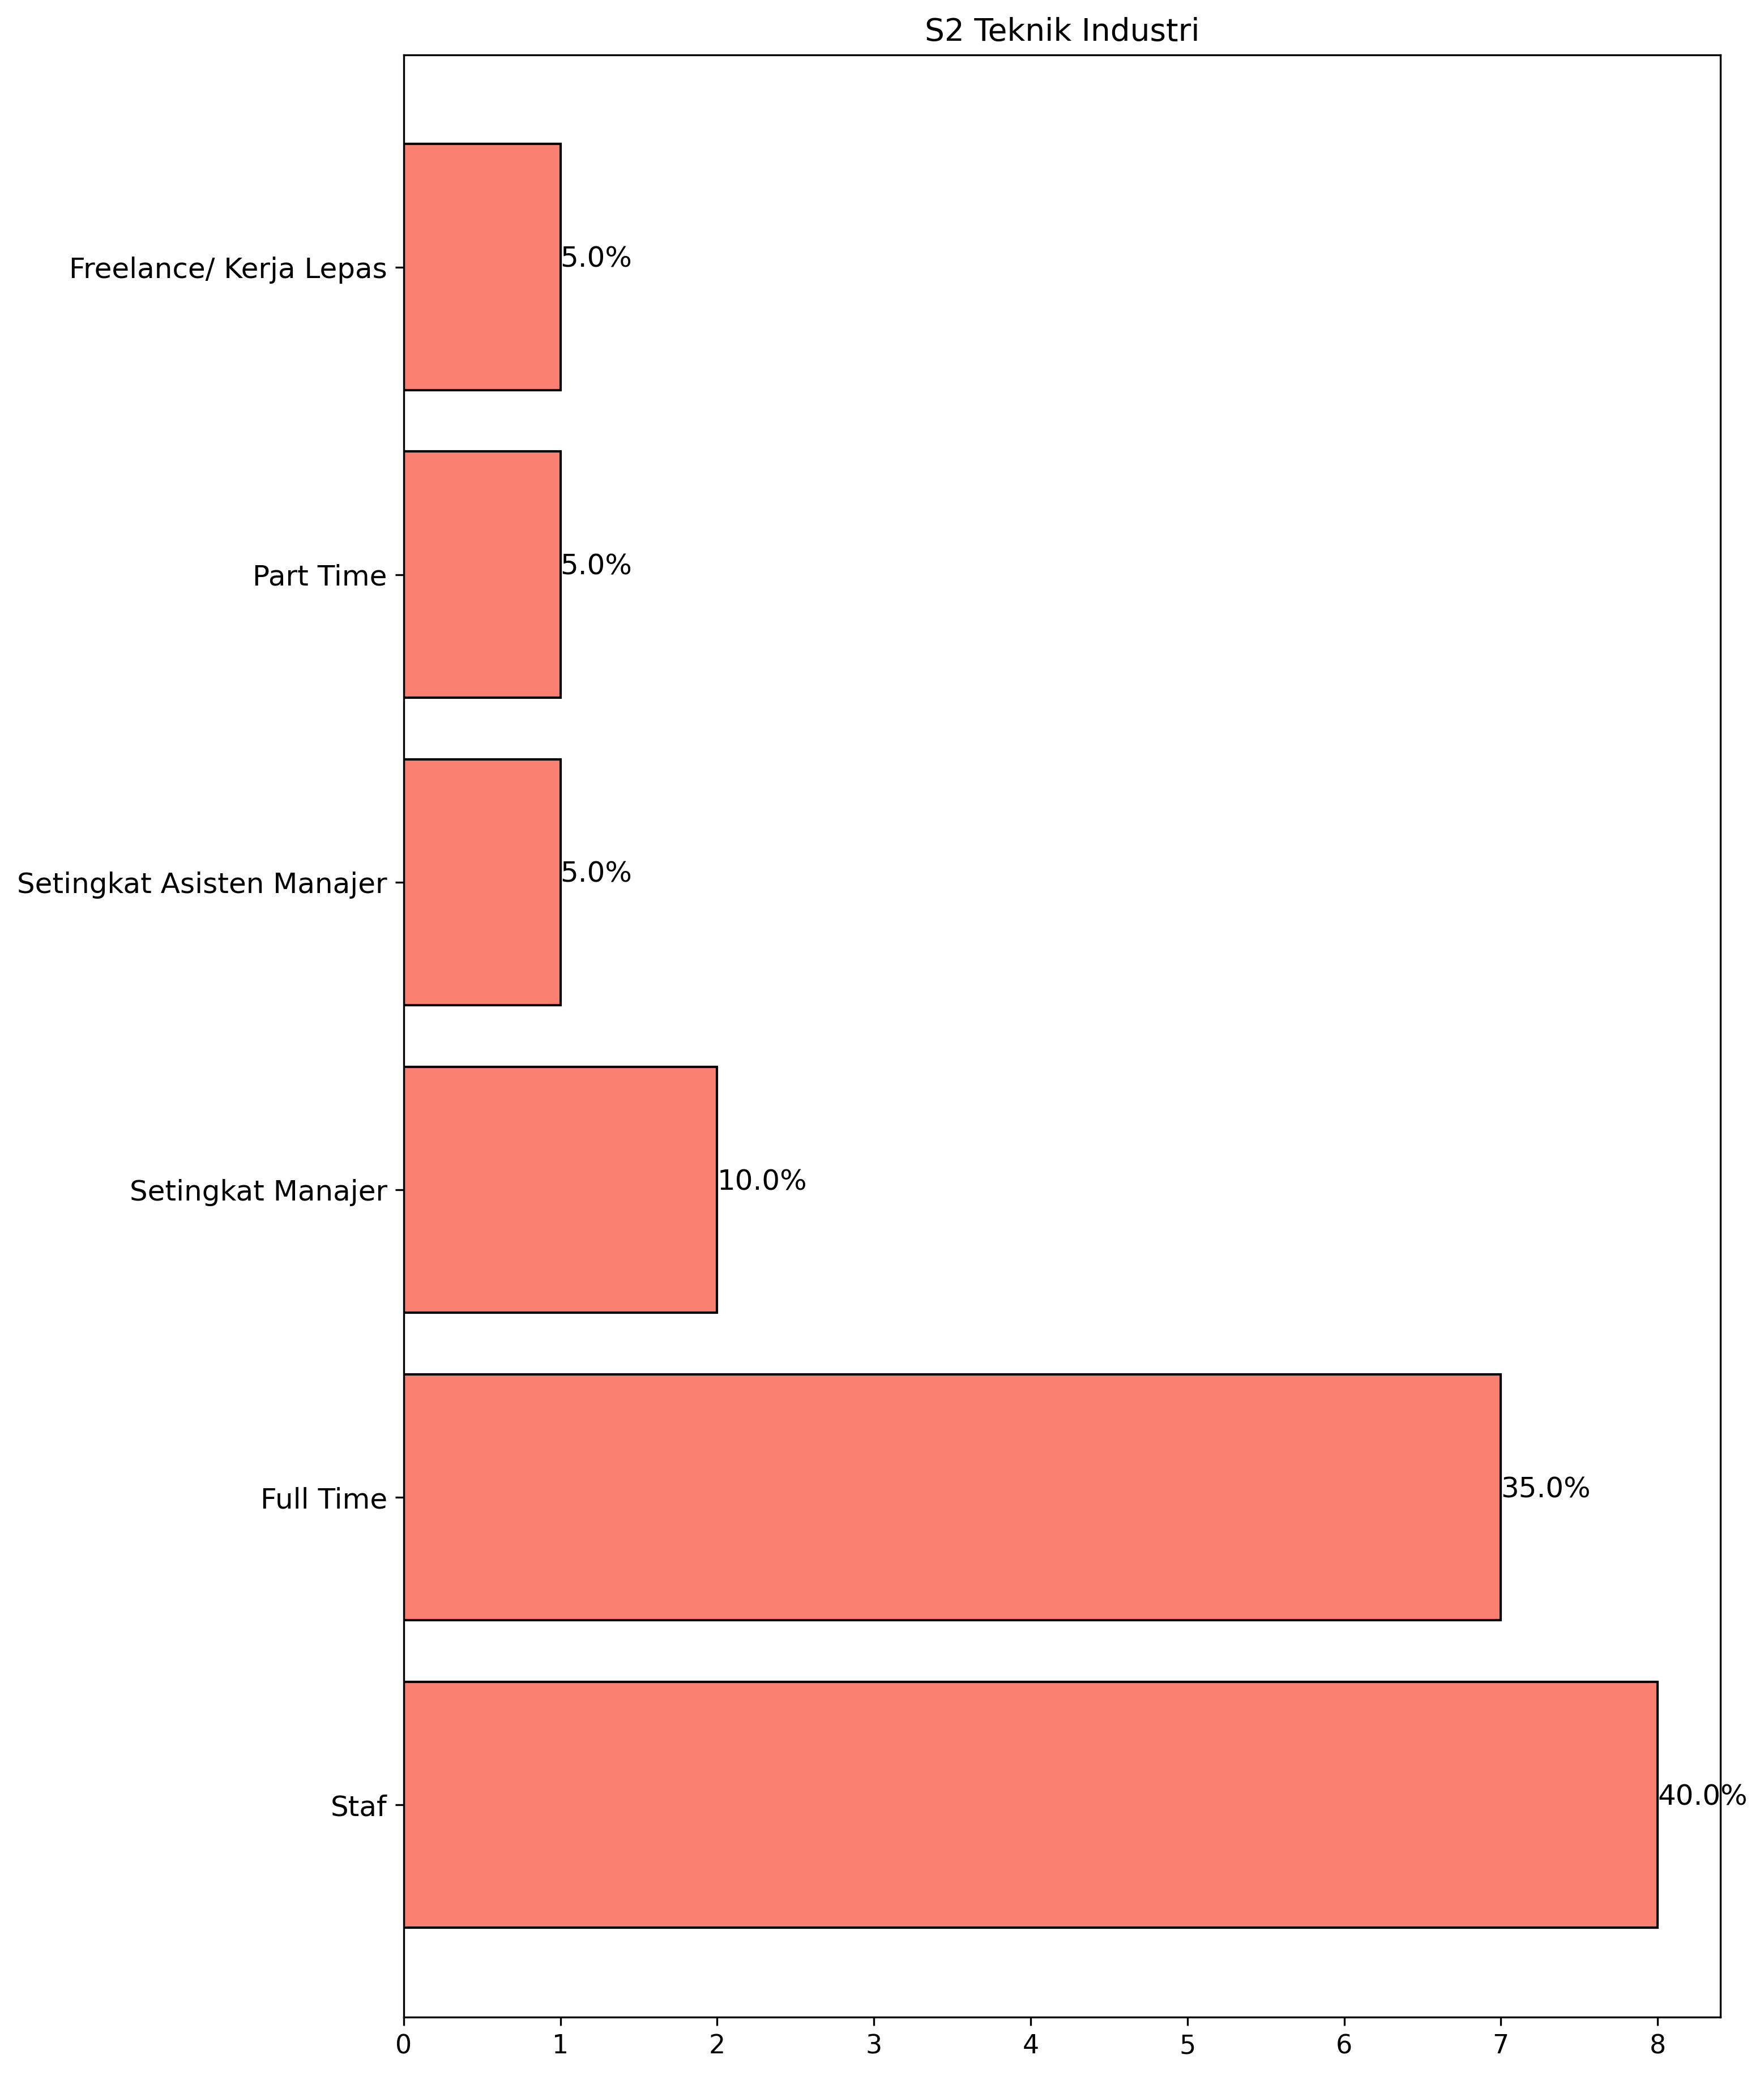 S2 Teknik Industri
Freelance/ Kerja Lepas
5.0%
Part Time
5.0%
Setingkat Asisten Manajer
5.0%
Setingkat Manajer
10.0%
Full Time
35.0%
Staf
40.0%
0 1 2 3 4 5 6 7 8